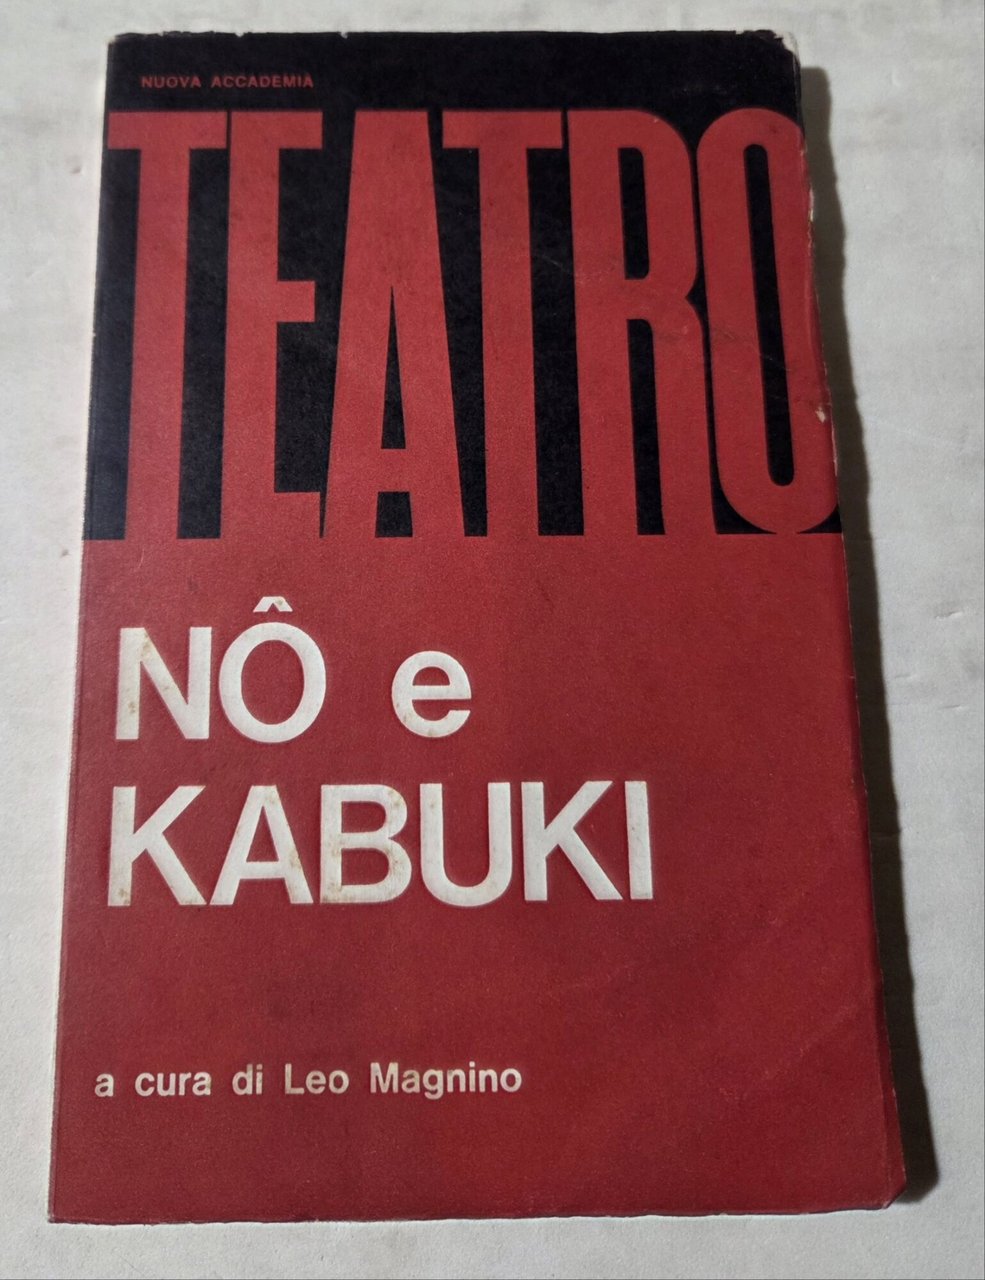 NUOVA ACCADEMIA
TEATRO
NÔ e
KABUKI
a cura di Leo Magnino